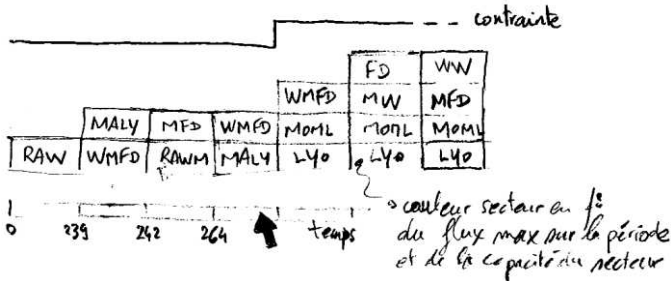 contrainte
FD WW
WMFD MW MFD
MALY MFD WMFD MOML MOML MOML
RAW WMFD RAWM MALY LYO LYO LYO
0 239 242 264 temps
couleur secteur en f°
du flux max sur la période
et de la capacité du secteur